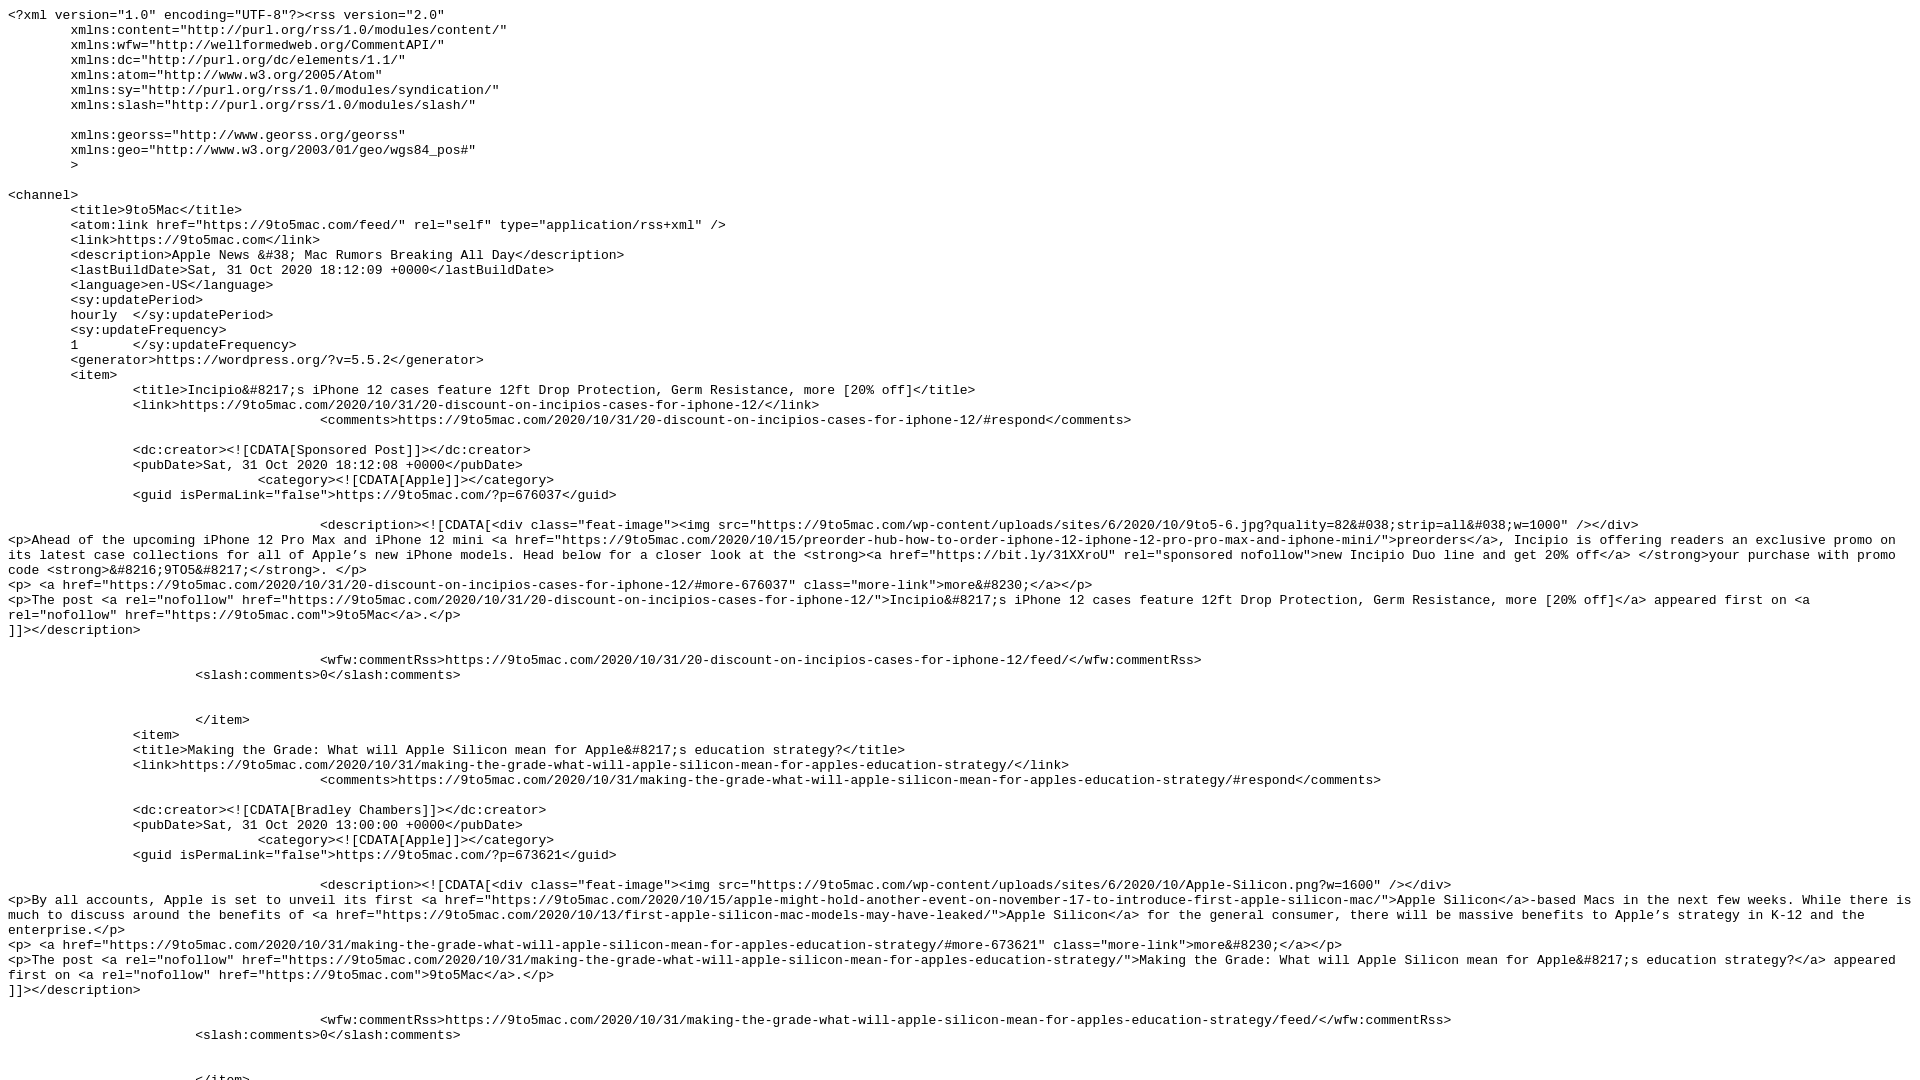 <?xml version="1.0" encoding="UTF-8"?><rss version="2.0"
xmlns:content="http://purl.org/rss/1.0/modules/content/"
xmlns:wfw="http://wellformedweb.org/CommentAPI/"
xmlns:dc="http://purl.org/dc/elements/1.1/"
xmlns:atom="http://www.w3.org/2005/Atom"
xmlns:sy="http://purl.org/rss/1.0/modules/syndication/"
xmlns:slash="http://purl.org/rss/1.0/modules/slash/"
xmlns:georss="http://www.georss.org/georss"
xmlns:geo="http://www.w3.org/2003/01/geo/wgs84_pos#"
>
<channel>
<title>9to5Mac</title>
<atom:link href="https://9to5mac.com/feed/" rel="self" type="application/rss+xml" />
<link>https://9to5mac.com</link>
<description>Apple News &#38; Mac Rumors Breaking All Day</description>
<lastBuildDate>Sat, 31 Oct 2020 18:12:09 +0000</lastBuildDate>
<language>en-US</language>
<sy:updatePeriod>
hourly  </sy:updatePeriod>
<sy:updateFrequency>
1       </sy:updateFrequency>
<generator>https://wordpress.org/?v=5.5.2</generator>
<item>
<title>Incipio&#8217;s iPhone 12 cases feature 12ft Drop Protection, Germ Resistance, more [20% off]</title>
<link>https://9to5mac.com/2020/10/31/20-discount-on-incipios-cases-for-iphone-12/</link>
<comments>https://9to5mac.com/2020/10/31/20-discount-on-incipios-cases-for-iphone-12/#respond</comments>
<dc:creator><![CDATA[Sponsored Post]]></dc:creator>
<pubDate>Sat, 31 Oct 2020 18:12:08 +0000</pubDate>
<category><![CDATA[Apple]]></category>
<guid isPermaLink="false">https://9to5mac.com/?p=676037</guid>
<description><![CDATA[<div class="feat-image"><img src="https://9to5mac.com/wp-content/uploads/sites/6/2020/10/9to5-6.jpg?quality=82&#038;strip=all&#038;w=1000" /></div>
<p>Ahead of the upcoming iPhone 12 Pro Max and iPhone 12 mini <a href="https://9to5mac.com/2020/10/15/preorder-hub-how-to-order-iphone-12-iphone-12-pro-pro-max-and-iphone-mini/">preorders</a>, Incipio is offering readers an exclusive promo on
its latest case collections for all of Apple’s new iPhone models. Head below for a closer look at the <strong><a href="https://bit.ly/31XXroU" rel="sponsored nofollow">new Incipio Duo line and get 20% off</a> </strong>your purchase with promo
code <strong>&#8216;9TO5&#8217;</strong>. </p>
<p> <a href="https://9to5mac.com/2020/10/31/20-discount-on-incipios-cases-for-iphone-12/#more-676037" class="more-link">more&#8230;</a></p>
<p>The post <a rel="nofollow" href="https://9to5mac.com/2020/10/31/20-discount-on-incipios-cases-for-iphone-12/">Incipio&#8217;s iPhone 12 cases feature 12ft Drop Protection, Germ Resistance, more [20% off]</a> appeared first on <a
rel="nofollow" href="https://9to5mac.com">9to5Mac</a>.</p>
]]></description>
<wfw:commentRss>https://9to5mac.com/2020/10/31/20-discount-on-incipios-cases-for-iphone-12/feed/</wfw:commentRss>
<slash:comments>0</slash:comments>
</item>
<item>
<title>Making the Grade: What will Apple Silicon mean for Apple&#8217;s education strategy?</title>
<link>https://9to5mac.com/2020/10/31/making-the-grade-what-will-apple-silicon-mean-for-apples-education-strategy/</link>
<comments>https://9to5mac.com/2020/10/31/making-the-grade-what-will-apple-silicon-mean-for-apples-education-strategy/#respond</comments>
<dc:creator><![CDATA[Bradley Chambers]]></dc:creator>
<pubDate>Sat, 31 Oct 2020 13:00:00 +0000</pubDate>
<category><![CDATA[Apple]]></category>
<guid isPermaLink="false">https://9to5mac.com/?p=673621</guid>
<description><![CDATA[<div class="feat-image"><img src="https://9to5mac.com/wp-content/uploads/sites/6/2020/10/Apple-Silicon.png?w=1600" /></div>
<p>By all accounts, Apple is set to unveil its first <a href="https://9to5mac.com/2020/10/15/apple-might-hold-another-event-on-november-17-to-introduce-first-apple-silicon-mac/">Apple Silicon</a>-based Macs in the next few weeks. While there is
much to discuss around the benefits of <a href="https://9to5mac.com/2020/10/13/first-apple-silicon-mac-models-may-have-leaked/">Apple Silicon</a> for the general consumer, there will be massive benefits to Apple’s strategy in K-12 and the
enterprise.</p>
<p> <a href="https://9to5mac.com/2020/10/31/making-the-grade-what-will-apple-silicon-mean-for-apples-education-strategy/#more-673621" class="more-link">more&#8230;</a></p>
<p>The post <a rel="nofollow" href="https://9to5mac.com/2020/10/31/making-the-grade-what-will-apple-silicon-mean-for-apples-education-strategy/">Making the Grade: What will Apple Silicon mean for Apple&#8217;s education strategy?</a> appeared
first on <a rel="nofollow" href="https://9to5mac.com">9to5Mac</a>.</p>
]]></description>
<wfw:commentRss>https://9to5mac.com/2020/10/31/making-the-grade-what-will-apple-silicon-mean-for-apples-education-strategy/feed/</wfw:commentRss>
<slash:comments>0</slash:comments>
</item>